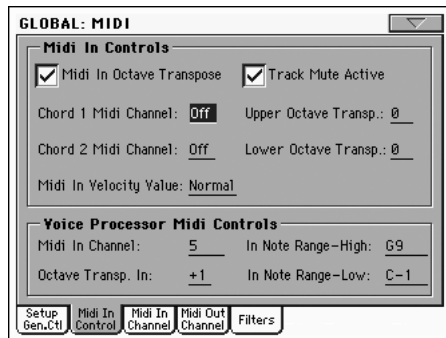 GLOBAL: MIDI
Midi In Controls
Midi In Octave Transpose Track Mute Active
Chord 1 Midi Channel: Off Upper Octave Transp.: 0
Chord 2 Midi Channel: Off Lower Octave Transp.: 0
Midi In Velocity Value: Normal
Voice Processor Midi Controls
Midi In Channel: 5 In Note Range-High: G9
Octave Transp. In: +1 In Note Range-Low: C-1
Setup Gen.Ctl Midi In Control Midi In Channel Midi Out Channel Filters